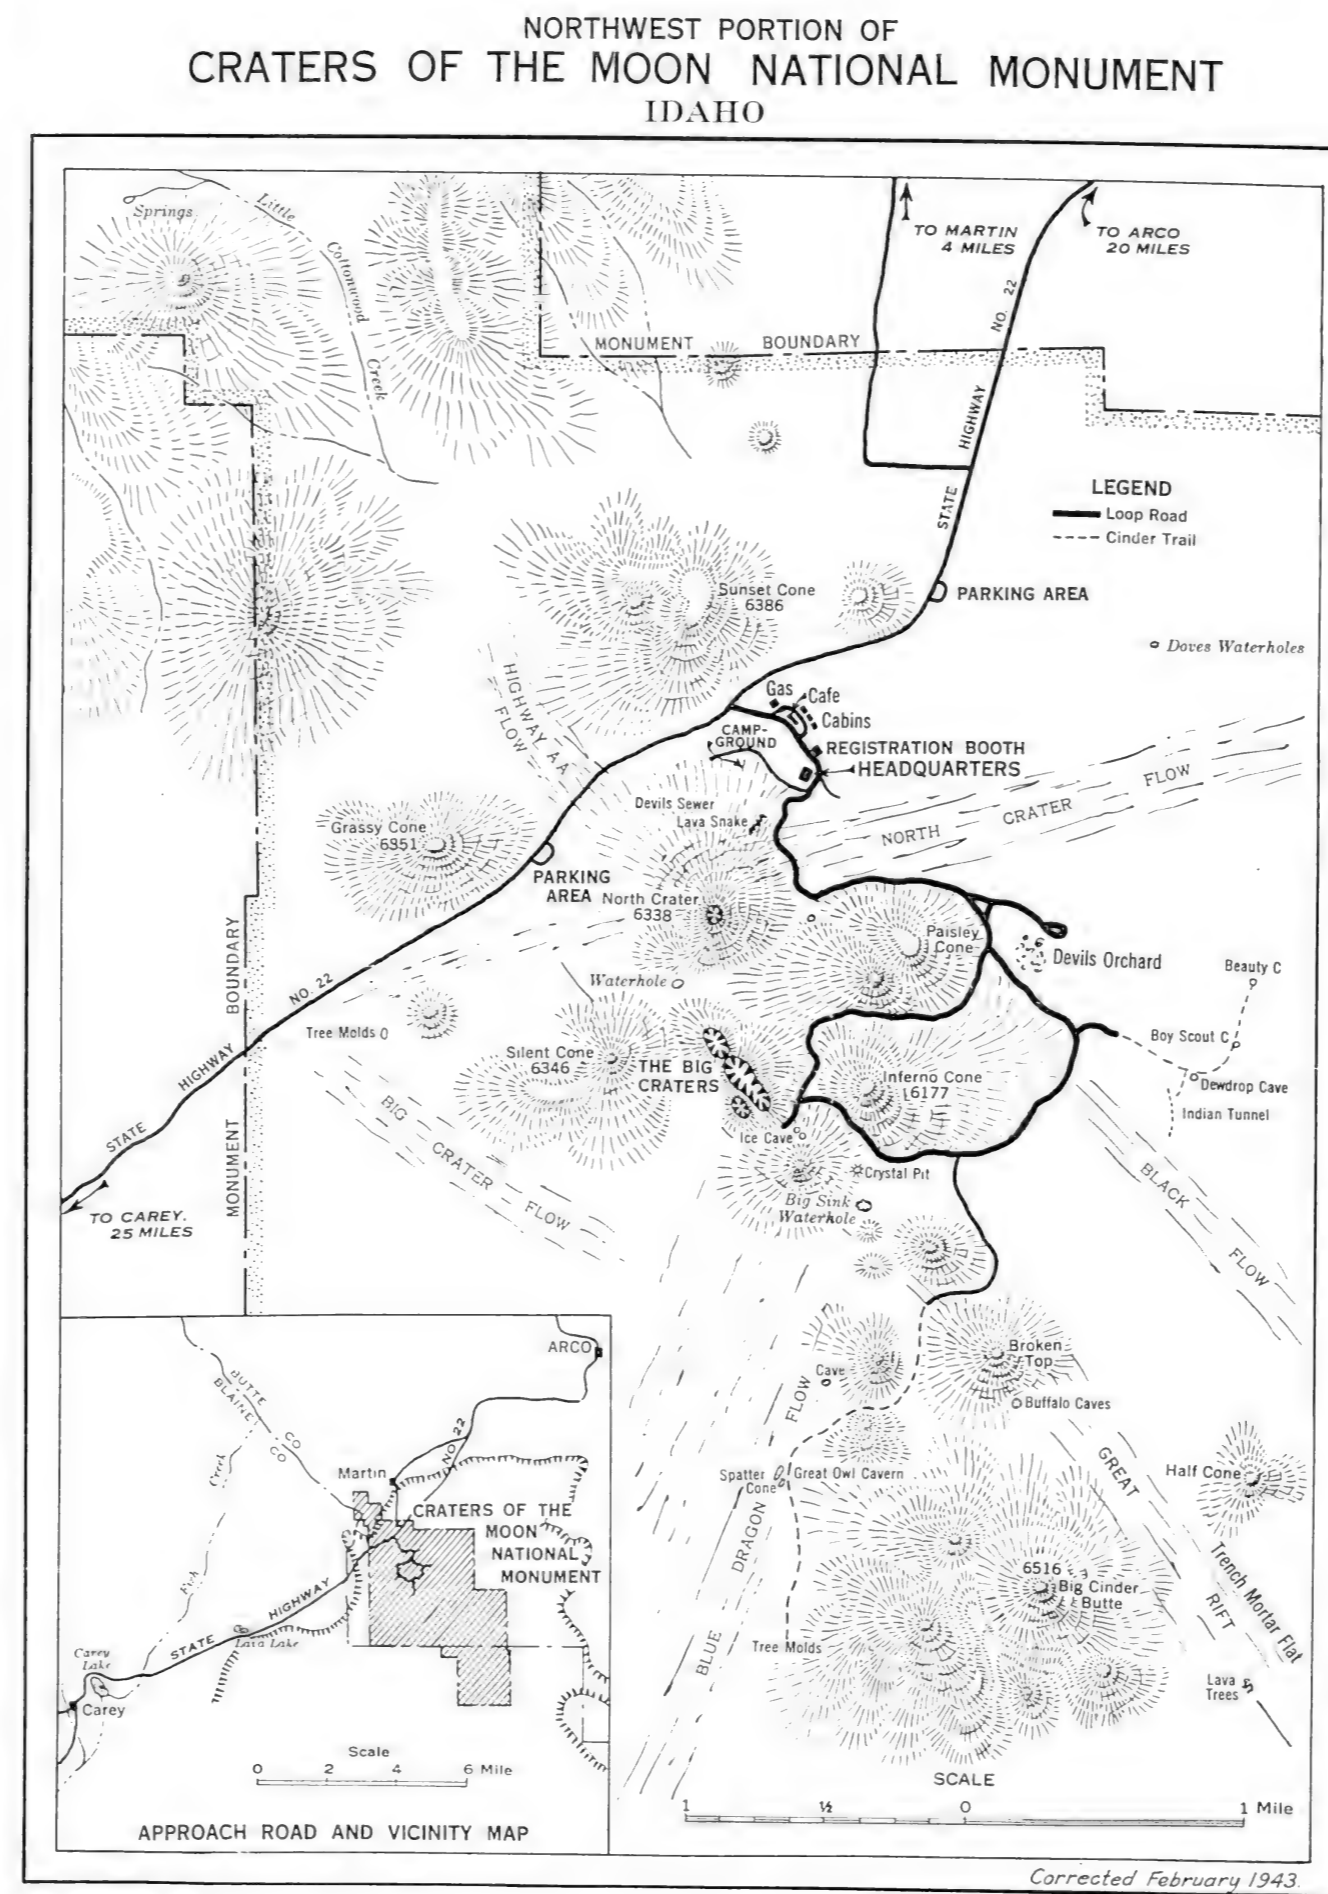 NORTHWEST PORTION OF
CRATERS OF THE MOON NATIONAL MONUMENT
IDAHO
Springs
Little
Cottonwood
Creek
TO MARTIN
4 MILES
TO ARCO
20 MILES
MONUMENT BOUNDARY
STATE HIGHWAY NO. 22
LEGEND
Loop Road
Cinder Trail
Sunset Cone
6386
PARKING AREA
Doves Waterholes
HIGHWAY AA
FLOW
Gas
Cafe
Cabins
CAMP-
GROUND
REGISTRATION BOOTH
HEADQUARTERS
Devils Sewer
Lava Snake
NORTH CRATER FLOW
Grassy Cone
6351
PARKING
AREA
North Crater
6338
Paisley
Cone
Devils Orchard
Beauty C
Waterhole
Tree Molds
Boy Scout C
Silent Cone
6346
THE BIG
CRATERS
Inferno Cone
6177
Dewdrop Cave
Indian Tunnel
STATE HIGHWAY NO. 22
MONUMENT BOUNDARY
BIG CRATER FLOW
Ice Cave
Crystal Pit
Big Sink
Waterhole
BLACK FLOW
TO CAREY.
25 MILES
Broken
Top
Cave
Buffalo Caves
BLUE DRAGON FLOW
Spatter
Cone
Great Owl Cavern
GREAT RIFT
Half Cone
Trench Mortar Flat
6516
Big Cinder
Butte
Tree Molds
Lava
Trees
SCALE
1 ½ 0 1 Mile
ARCO
BUTTE CO
BLAINE CO
NO 22
Martin
Fish Creek
CRATERS OF THE
MOON
NATIONAL
MONUMENT
STATE HIGHWAY
Lava Lake
Carey
Lake
Carey
Scale
0 2 4 6 Mile
APPROACH ROAD AND VICINITY MAP
Corrected February 1943.